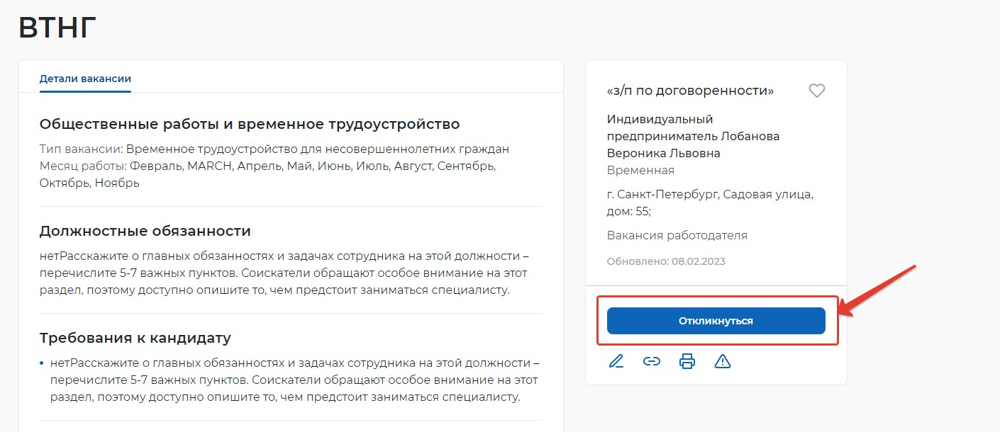 ВТНГ
Детали вакансии
Общественные работы и временное трудоустройство
Тип вакансии: Временное трудоустройство для несовершеннолетних граждан
Месяц работы: Февраль, MARCH, Апрель, Май, Июнь, Июль, Август, Сентябрь,
Октябрь, Ноябрь
Должностные обязанности
нетРасскажите о главных обязанностях и задачах сотрудника на этой должности –
перечислите 5-7 важных пунктов. Соискатели обращают особое внимание на этот
раздел, поэтому доступно опишите то, чем предстоит заниматься специалисту.
Требования к кандидату
• нетРасскажите о главных обязанностях и задачах сотрудника на этой должности –
перечислите 5-7 важных пунктов. Соискатели обращают особое внимание на этот
раздел, поэтому доступно опишите то, чем предстоит заниматься специалисту.
«з/п по договоренности»
Индивидуальный
предприниматель Лобанова
Вероника Львовна
Временная
г. Санкт-Петербург, Садовая улица,
дом: 55;
Вакансия работодателя
Обновлено: 08.02.2023
Откликнуться